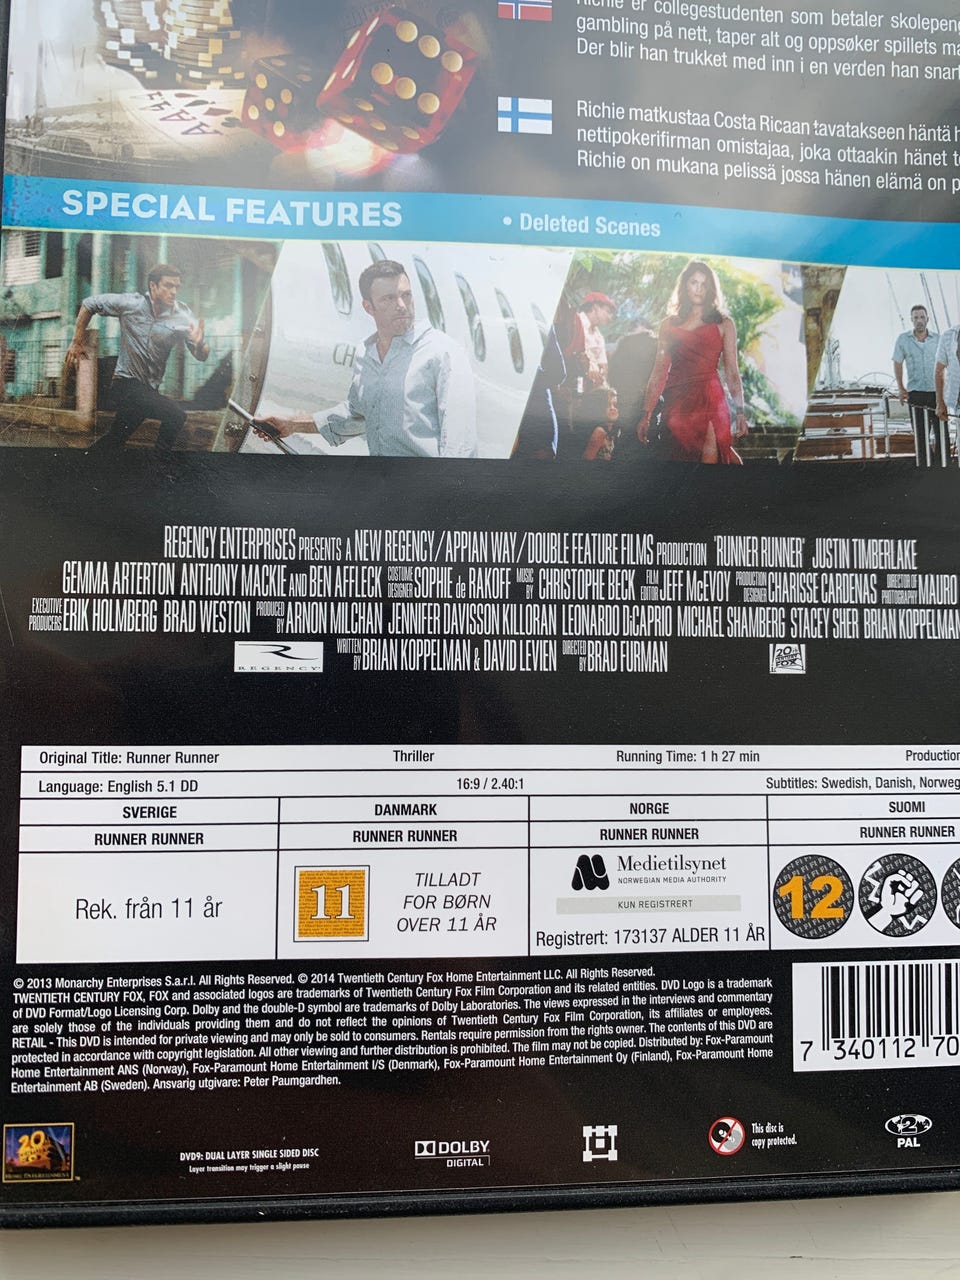 Richie er collegestudenten som betaler
gambling på nett, taper alt og oppsøker spillets
Der blir han trukket med inn i en verden han
Richie matkustaa Costa Ricaan tavatakseen häntä
nettipokerifirman omistajaa, joka ottaakin hänet
Richie on mukana pelissä jossa hänen elämä on
SPECIAL FEATURES • Deleted Scenes
REGENCY ENTERPRISES PRESENTS A NEW REGENCY/APPIAN WAY/DOUBLE FEATURE FILMS PRODUCTION "RUNNER RUNNER" JUSTIN TIMBERLAKE
GEMMA ARTERTON ANTHONY MACKIE AND BEN AFFLECK COSTUME DESIGNER SOPHIE de RAKOFF MUSIC BY CHRISTOPHE BECK FILM EDITOR JEFF McEVOY PRODUCTION DESIGNER CHARISSE CARDENAS DIRECTOR OF PHOTOGRAPHY MAURO
EXECUTIVE PRODUCERS ERIK HOLMBERG BRAD WESTON PRODUCED BY ARNON MILCHAN JENNIFER DAVISSON KILLORAN LEONARDO DiCAPRIO MICHAEL SHAMBERG STACEY SHER BRIAN KOPPELMAN
R REGENCY WRITTEN BY BRIAN KOPPELMAN & DAVID LEVIEN DIRECTED BY BRAD FURMAN 20TH CENTURY FOX
Original Title: Runner Runner Thriller Running Time: 1 h 27 min Production
Language: English 5.1 DD 16:9 / 2.40:1 Subtitles: Swedish, Danish,
SVERIGE DANMARK NORGE SUOMI
RUNNER RUNNER RUNNER RUNNER RUNNER RUNNER RUNNER RUNNER
Rek. från 11 år
11
TILLADT
FOR BØRN
OVER 11 ÅR
Medietilsynet
NORWEGIAN MEDIA AUTHORITY
KUN REGISTRERT
Registrert: 173137 ALDER 11 ÅR
12
© 2013 Monarchy Enterprises S.a.r.l. All Rights Reserved. © 2014 Twentieth Century Fox Home Entertainment LLC. All Rights Reserved.
TWENTIETH CENTURY FOX, FOX and associated logos are trademarks of Twentieth Century Fox Film Corporation and its related entities. DVD Logo is a trademark
of DVD Format/Logo Licensing Corp. Dolby and the double-D symbol are trademarks of Dolby Laboratories. The views expressed in the interviews and commentary
are solely those of the individuals providing them and do not reflect the opinions of Twentieth Century Fox Film Corporation, its affiliates or employees.
RETAIL - This DVD is intended for private viewing and may only be sold to consumers. Rentals require permission from the rights owner. The contents of this DVD are
protected in accordance with copyright legislation. All other viewing and further distribution is prohibited. The film may not be copied. Distributed by: Fox-Paramount
Home Entertainment ANS (Norway), Fox-Paramount Home Entertainment I/S (Denmark), Fox-Paramount Home Entertainment Oy (Finland), Fox-Paramount Home
Entertainment AB (Sweden). Ansvarig utgivare: Peter Paumgardhen.
7 340112 70
DVD9: DUAL LAYER SINGLE SIDED DISC
Layer transition may trigger a slight pause
DOLBY
DIGITAL
This disc is
copy protected.
2
PAL